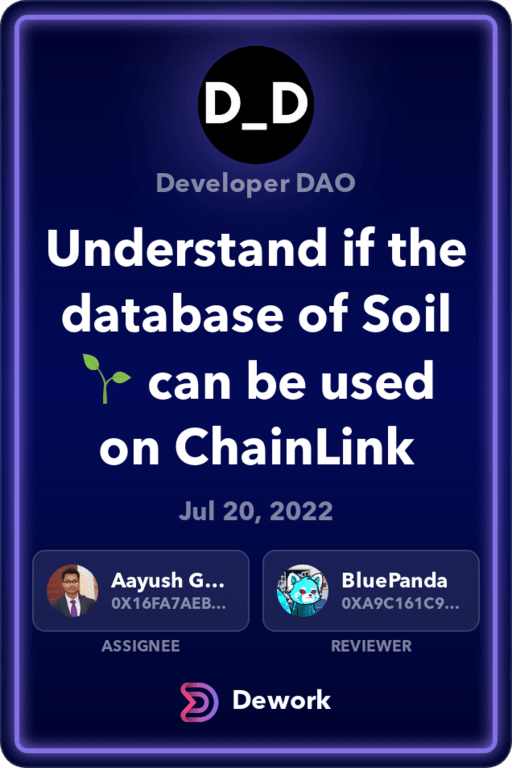 D_D
Developer DAO
Understand if the
database of Soil
🌱 can be used
on ChainLink
Jul 20, 2022
Aayush G...
0X16FA7AEB...
BluePanda
0XA9C161C9...
ASSIGNEE
REVIEWER
Dework